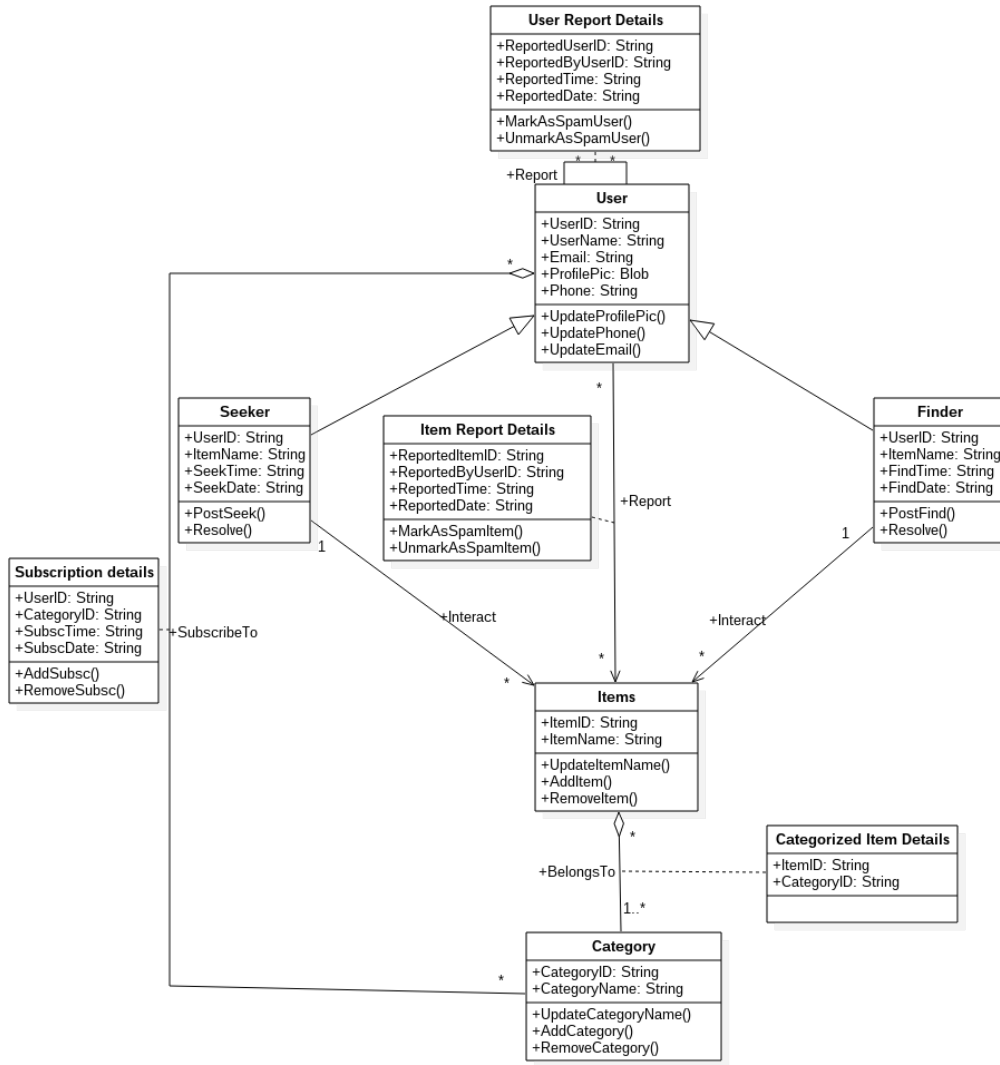 User Report Details
+ReportedUserID: String
+ReportedByUserID: String
+ReportedTime: String
+ReportedDate: String
+MarkAsSpamUser()
+UnmarkAsSpamUser()
* *
+Report
User
+UserID: String
+UserName: String
+Email: String
+ProfilePic: Blob
+Phone: String
+UpdateProfilePic()
+UpdatePhone()
+UpdateEmail()
*
*
Seeker
+UserID: String
+ItemName: String
+SeekTime: String
+SeekDate: String
+PostSeek()
+Resolve()
1
Item Report Details
+ReportedItemID: String
+ReportedByUserID: String
+ReportedTime: String
+ReportedDate: String
+MarkAsSpamItem()
+UnmarkAsSpamItem()
+Report
Finder
+UserID: String
+ItemName: String
+FindTime: String
+FindDate: String
+PostFind()
+Resolve()
1
Subscription details
+UserID: String
+CategoryID: String
+SubscTime: String
+SubscDate: String
+AddSubsc()
+RemoveSubsc()
+SubscribeTo
+Interact
+Interact
*
*
*
Items
+ItemID: String
+ItemName: String
+UpdateItemName()
+AddItem()
+RemoveItem()
*
+BelongsTo
1..*
Categorized Item Details
+ItemID: String
+CategoryID: String
*
Category
+CategoryID: String
+CategoryName: String
+UpdateCategoryName()
+AddCategory()
+RemoveCategory()